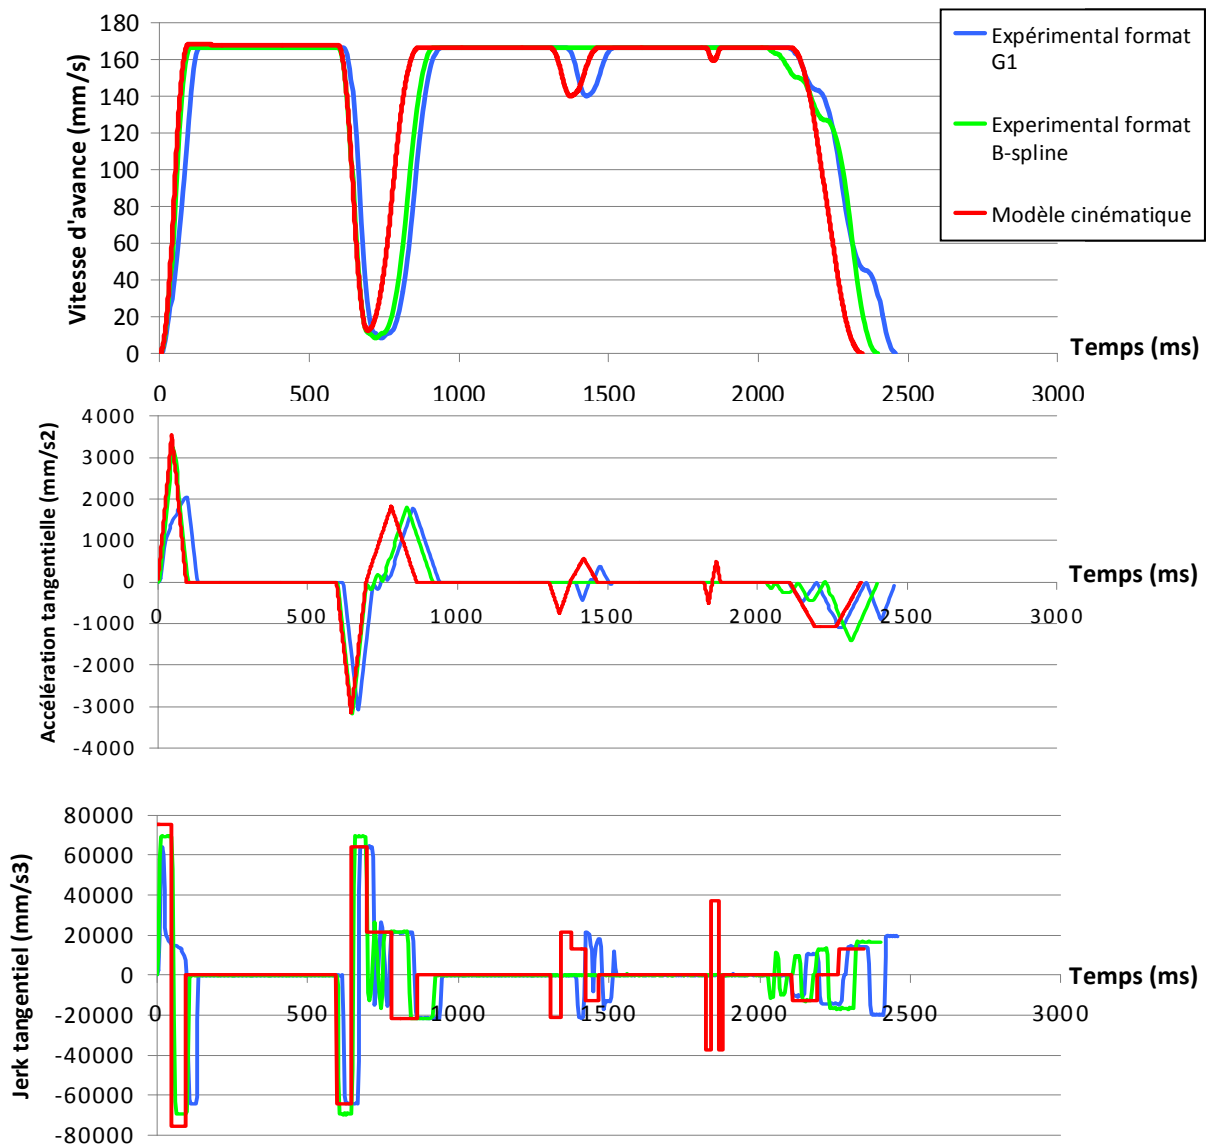 180
160
140
120
100
80
60
40
20
0
Vitesse d'avance (mm/s)
Expérimental format
G1
Experimental format
B-spline
Modèle cinématique
Temps (ms)
0 500 1000 1500 2000 2500 3000
4000
3000
2000
1000
0
-1000
-2000
-3000
-4000
Accélération tangentielle (mm/s2)
Temps (ms)
0 500 1000 1500 2000 2500 3000
80000
60000
40000
20000
0
-20000
-40000
-60000
-80000
Jerk tangentiel (mm/s3)
Temps (ms)
0 500 1000 1500 2000 2500 3000